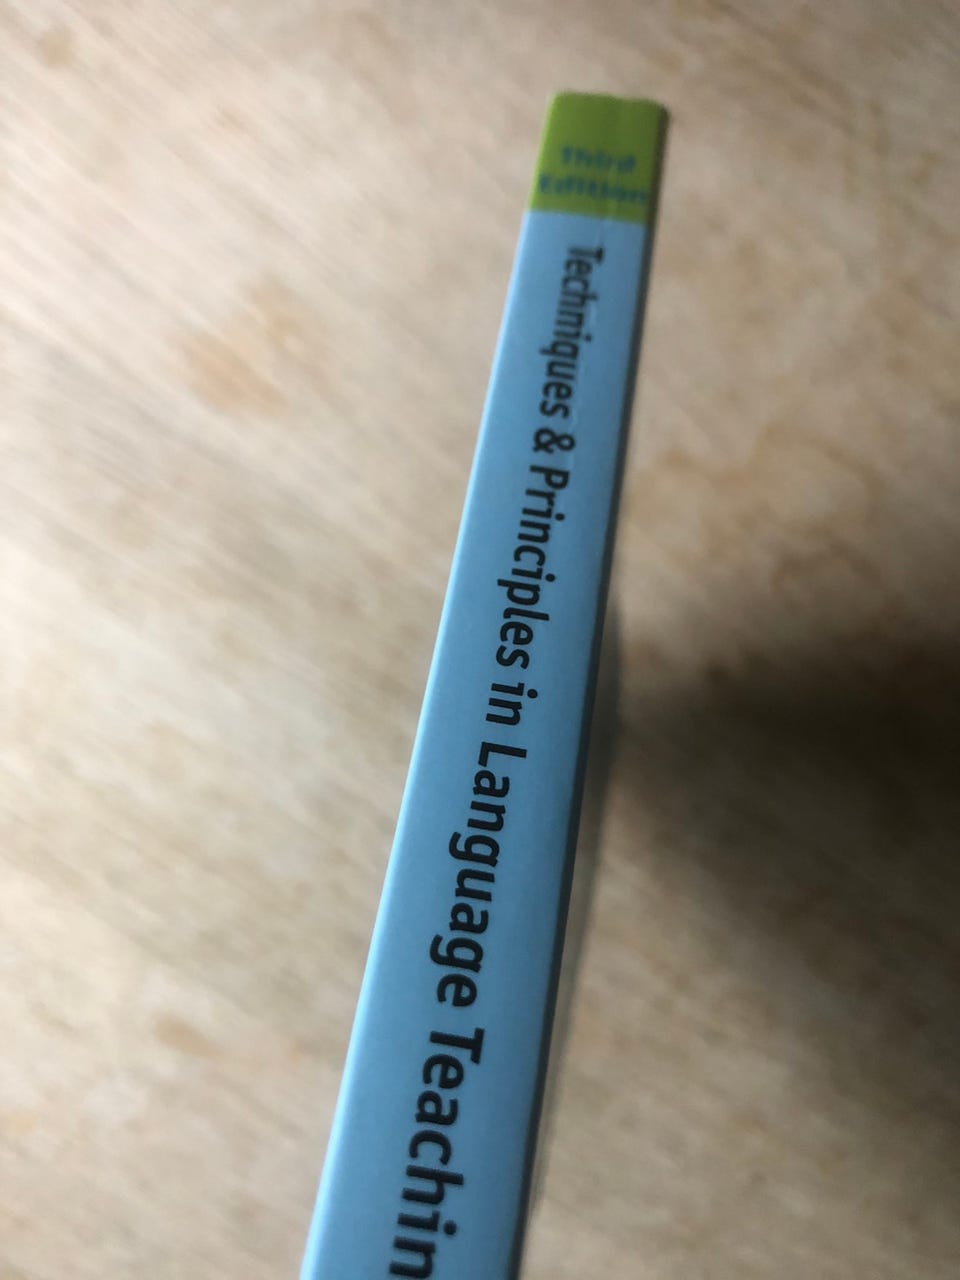 Third
Edition
Techniques & Principles in Language Teachin